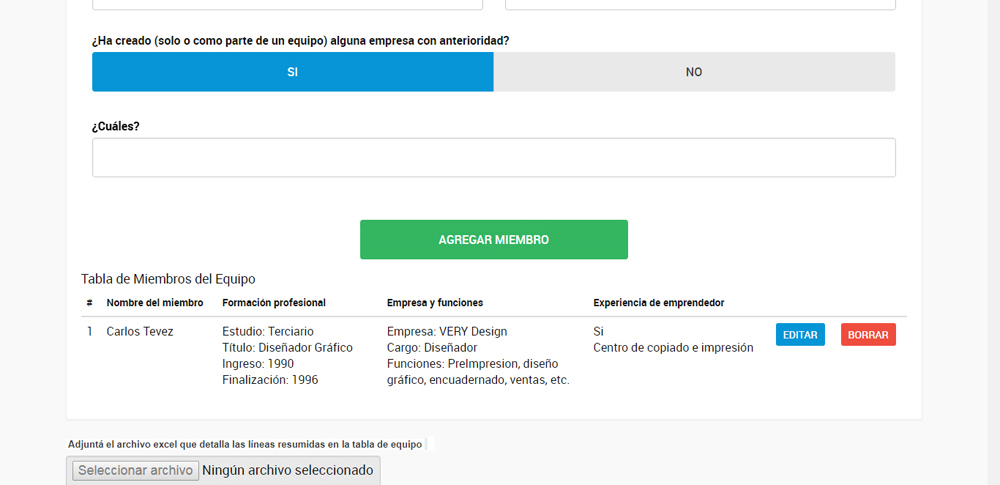 ¿Ha creado (solo o como parte de un equipo) alguna empresa con anterioridad?
SI NO
¿Cuáles?
AGREGAR MIEMBRO
Tabla de Miembros del Equipo
# Nombre del miembro Formación profesional Empresa y funciones Experiencia de emprendedor
1 Carlos Tevez Estudio: Terciario Empresa: VERY Design Si EDITAR BORRAR
Título: Diseñador Gráfico Cargo: Diseñador Centro de copiado e impresión
Ingreso: 1990 Funciones: PreImpresion, diseño
Finalización: 1996 gráfico, encuadernado, ventas, etc.
Adjuntá el archivo excel que detalla las líneas resumidas en la tabla de equipo
Seleccionar archivo Ningún archivo seleccionado